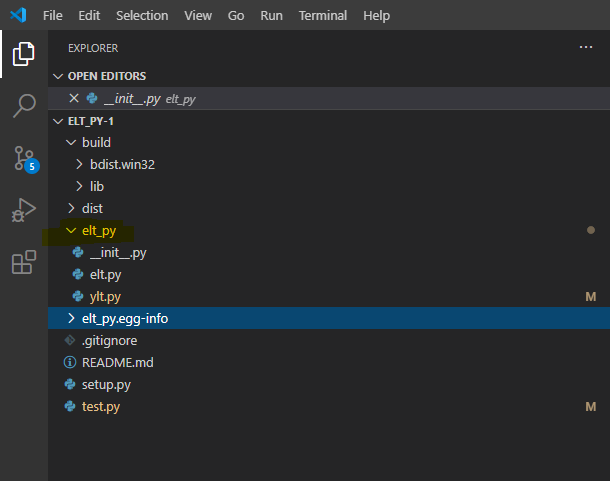 File Edit Selection View Go Run Terminal Help
EXPLORER ...
OPEN EDITORS
__init__.py elt_py
ELT_PY-1
build
bdist.win32
5
lib
dist
elt_py
__init__.py
elt.py
ylt.py M
elt_py.egg-info
.gitignore
README.md
setup.py
test.py M